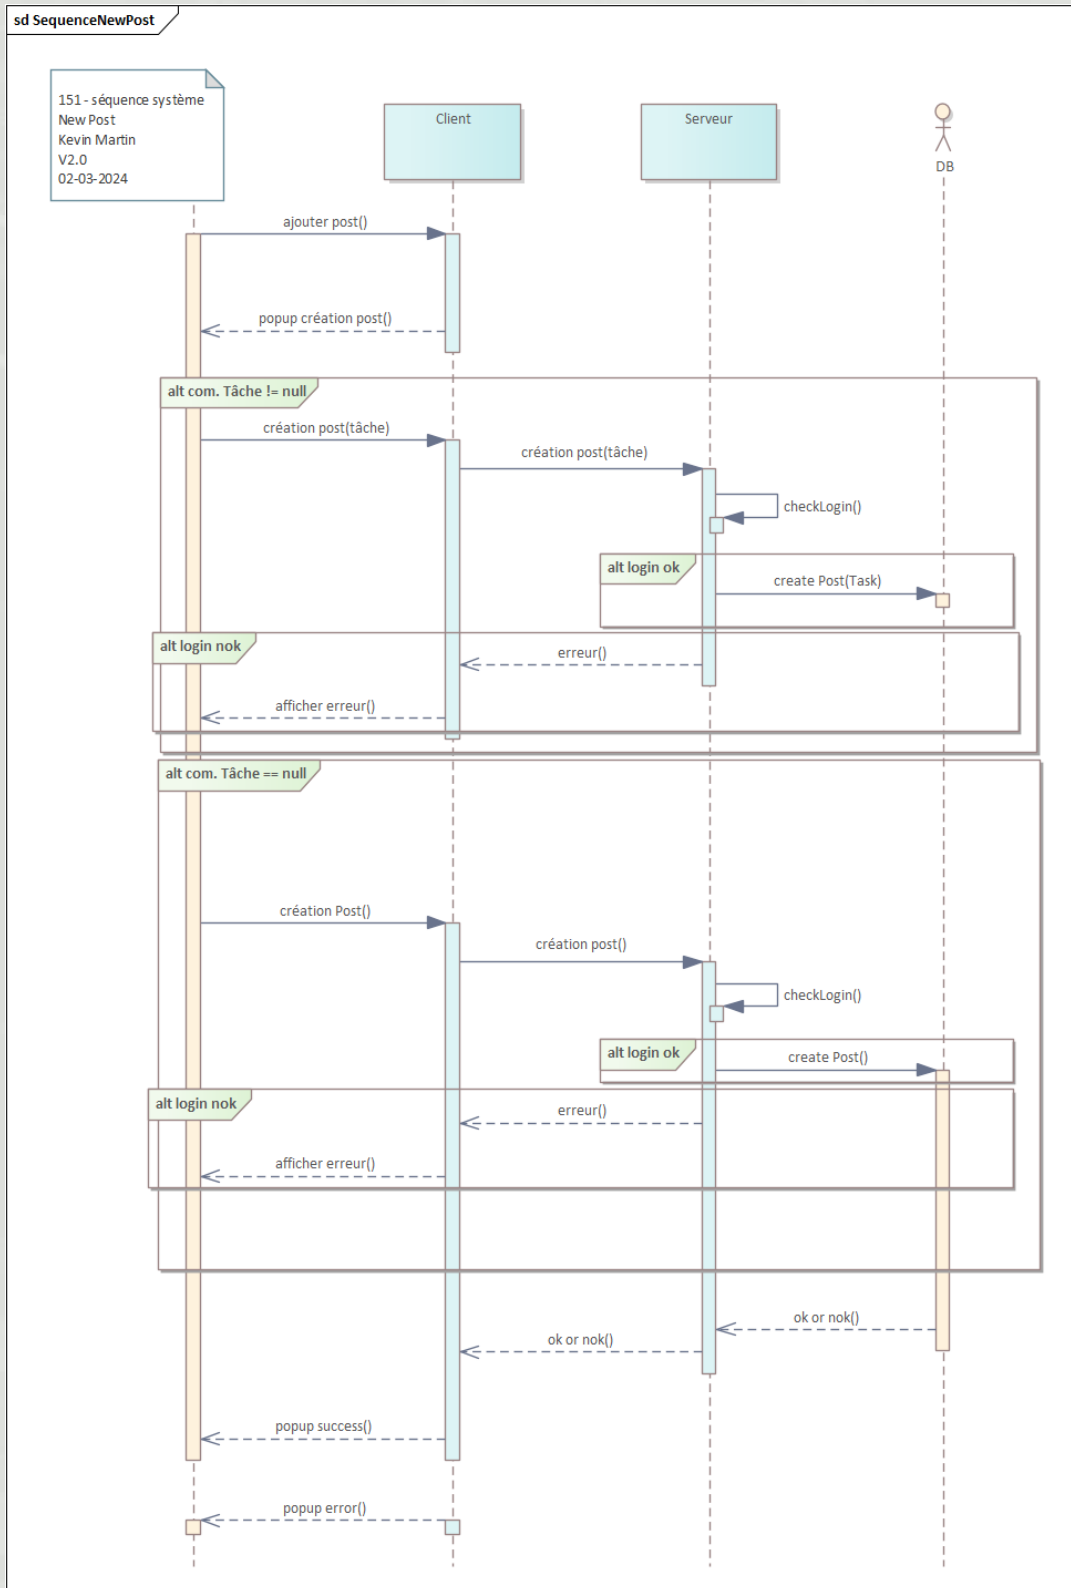 sd SequenceNewPost
151 - séquence système
New Post
Kevin Martin
V2.0
02-03-2024
Client
Serveur
DB
ajouter post()
popup création post()
alt com. Tâche != null
création post(tâche)
création post(tâche)
checkLogin()
alt login ok
create Post(Task)
alt login nok
erreur()
afficher erreur()
alt com. Tâche == null
création Post()
création post()
checkLogin()
alt login ok
create Post()
alt login nok
erreur()
afficher erreur()
ok or nok()
ok or nok()
popup success()
popup error()